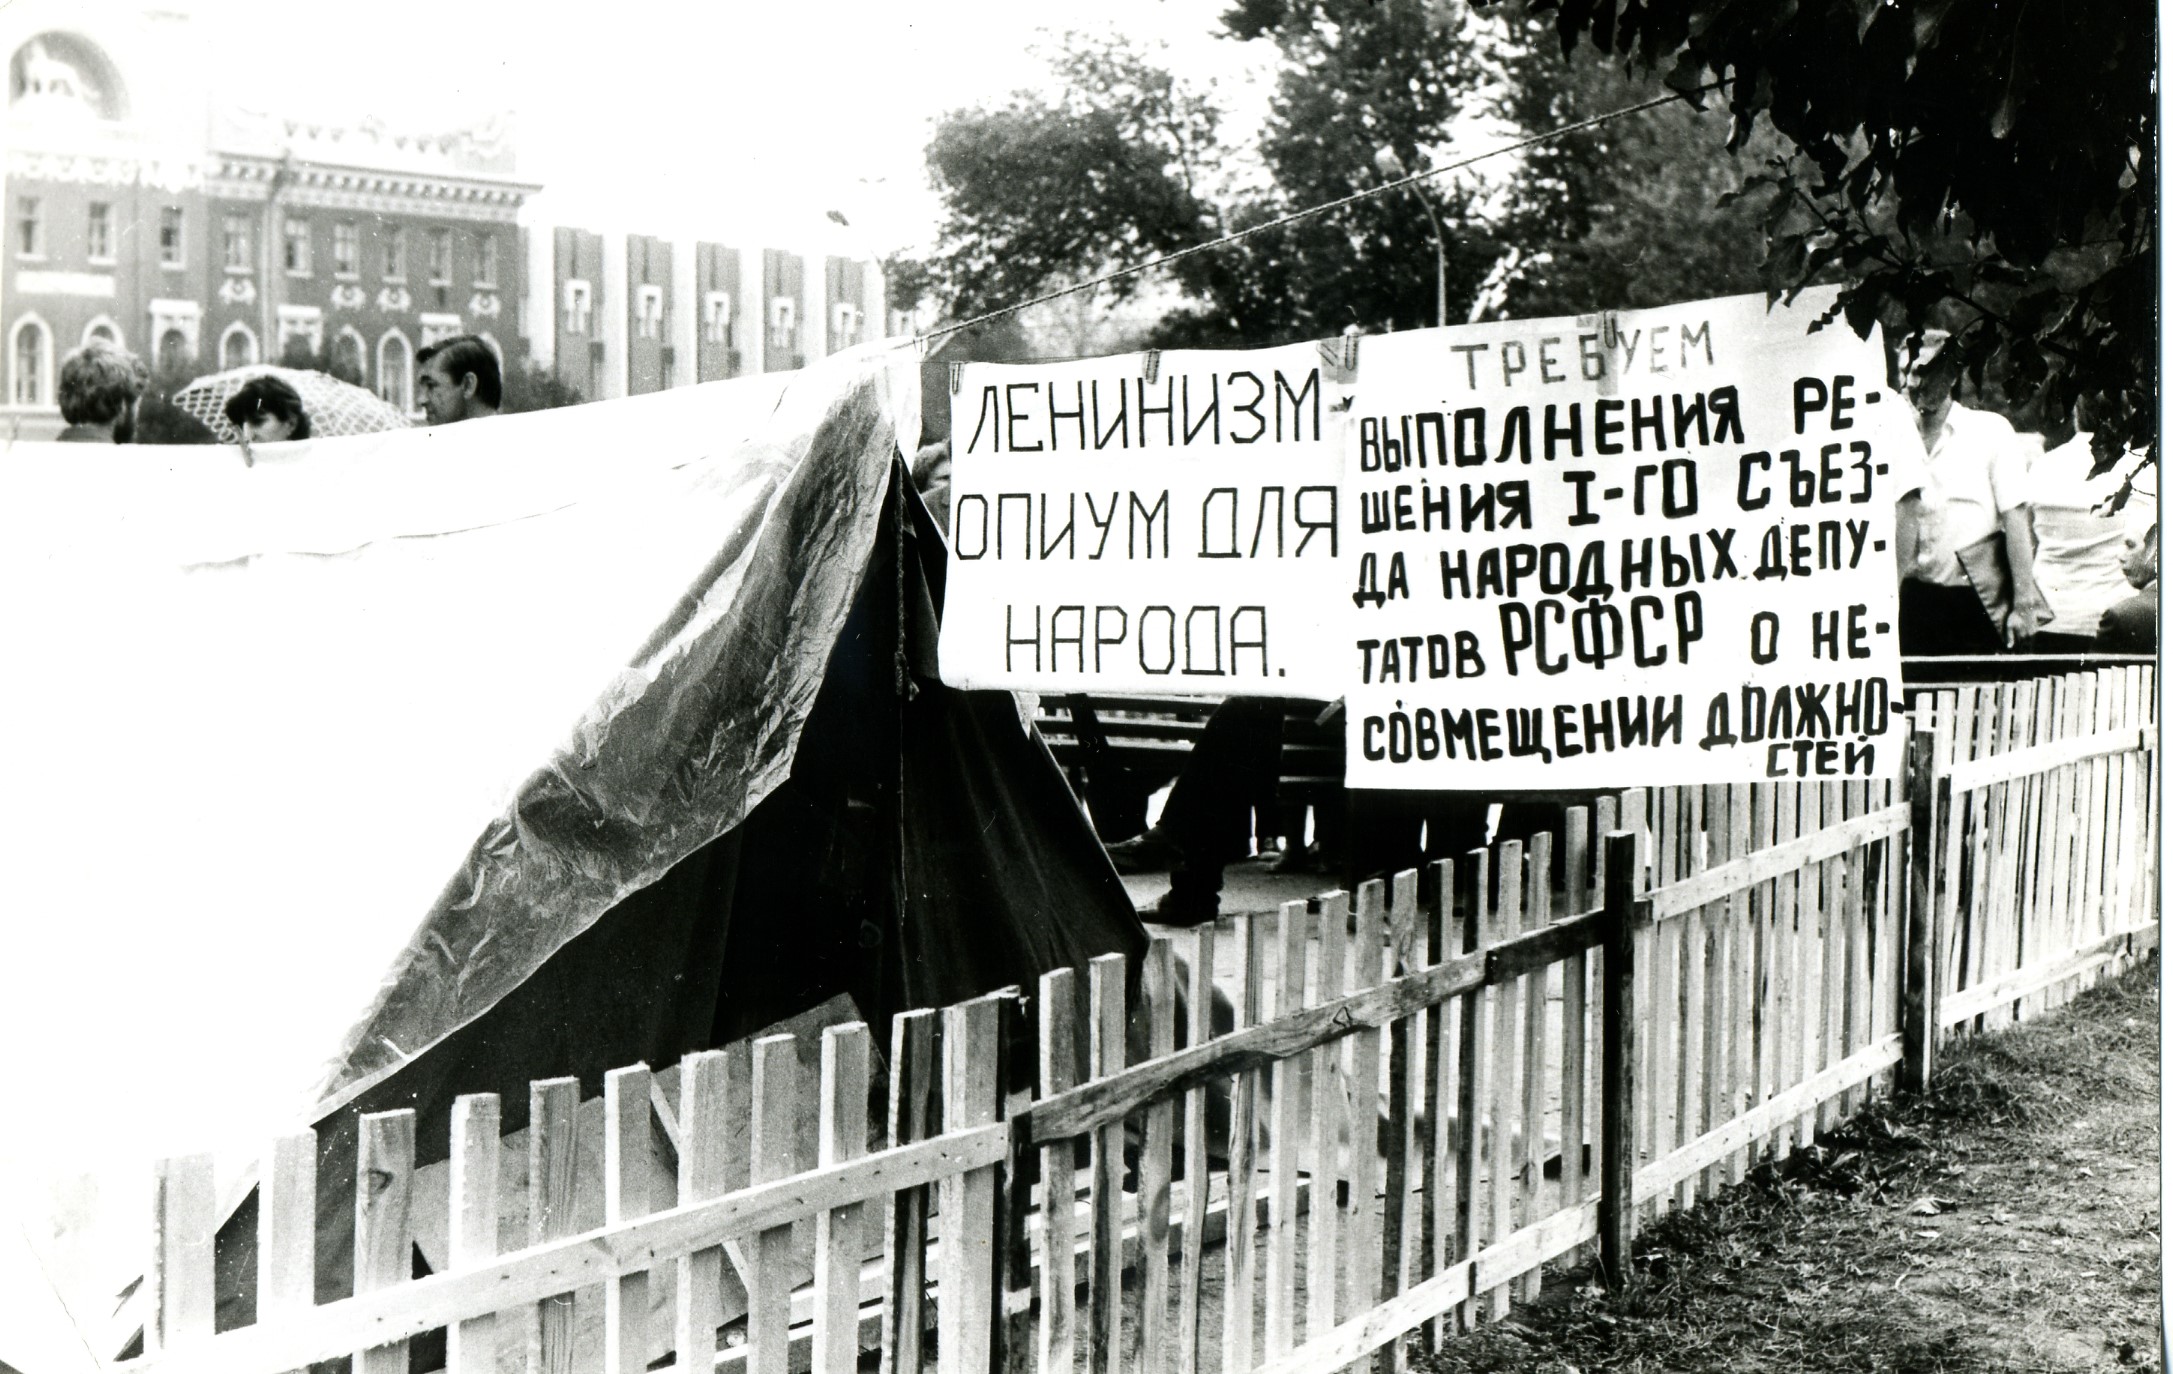 ЛЕНИНИЗМ
ОПИУМ ДЛЯ
НАРОДА.
ТРЕБУЕМ
ВЫПОЛНЕНИЯ РЕ-
ШЕНИЯ I-ГО СЪЕЗ-
ДА НАРОДНЫХ ДЕПУ-
ТАТОВ РСФСР О НЕ-
СОВМЕЩЕНИИ ДОЛЖНО-
СТЕЙ